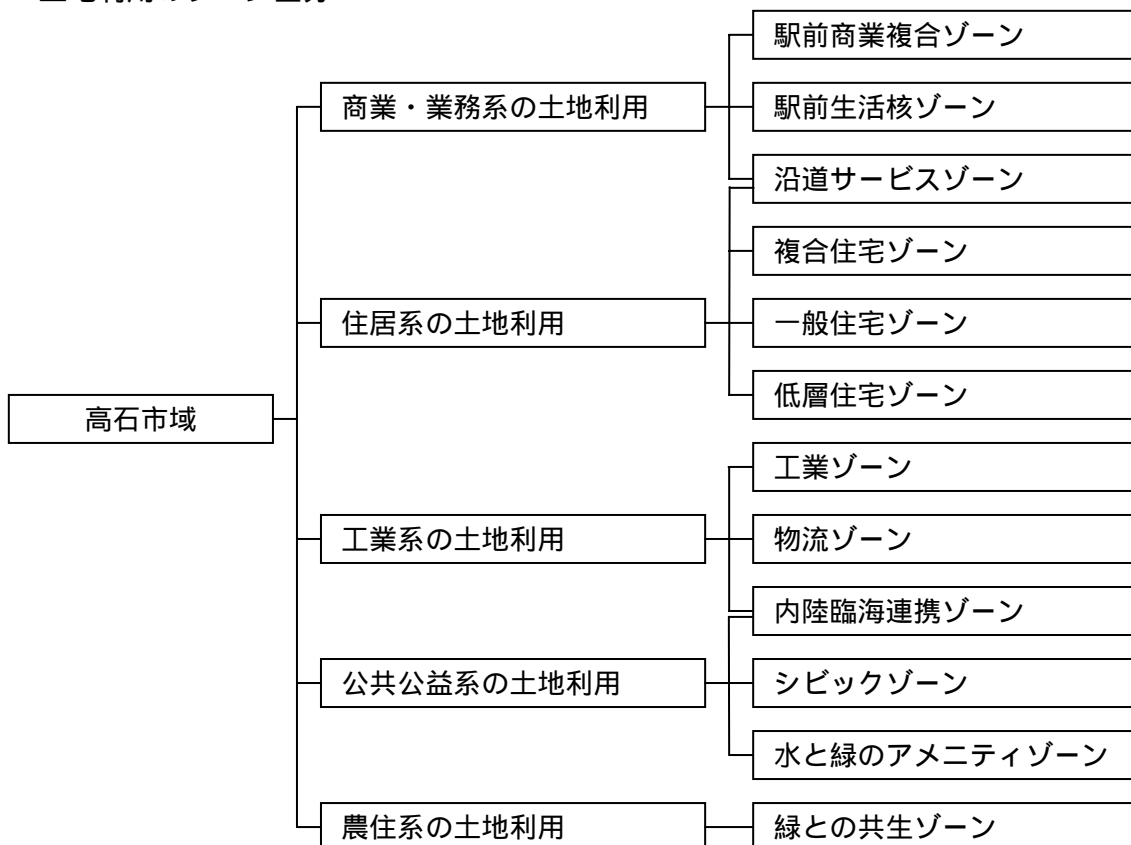 駅前商業複合ゾーン
商業・業務系の土地利用
駅前生活核ゾーン
沿道サービスゾーン
複合住宅ゾーン
住居系の土地利用
一般住宅ゾーン
低層住宅ゾーン
高石市域
工業ゾーン
工業系の土地利用
物流ゾーン
内陸臨海連携ゾーン
公共公益系の土地利用
シビックゾーン
水と緑のアメニティゾーン
農住系の土地利用
緑との共生ゾーン